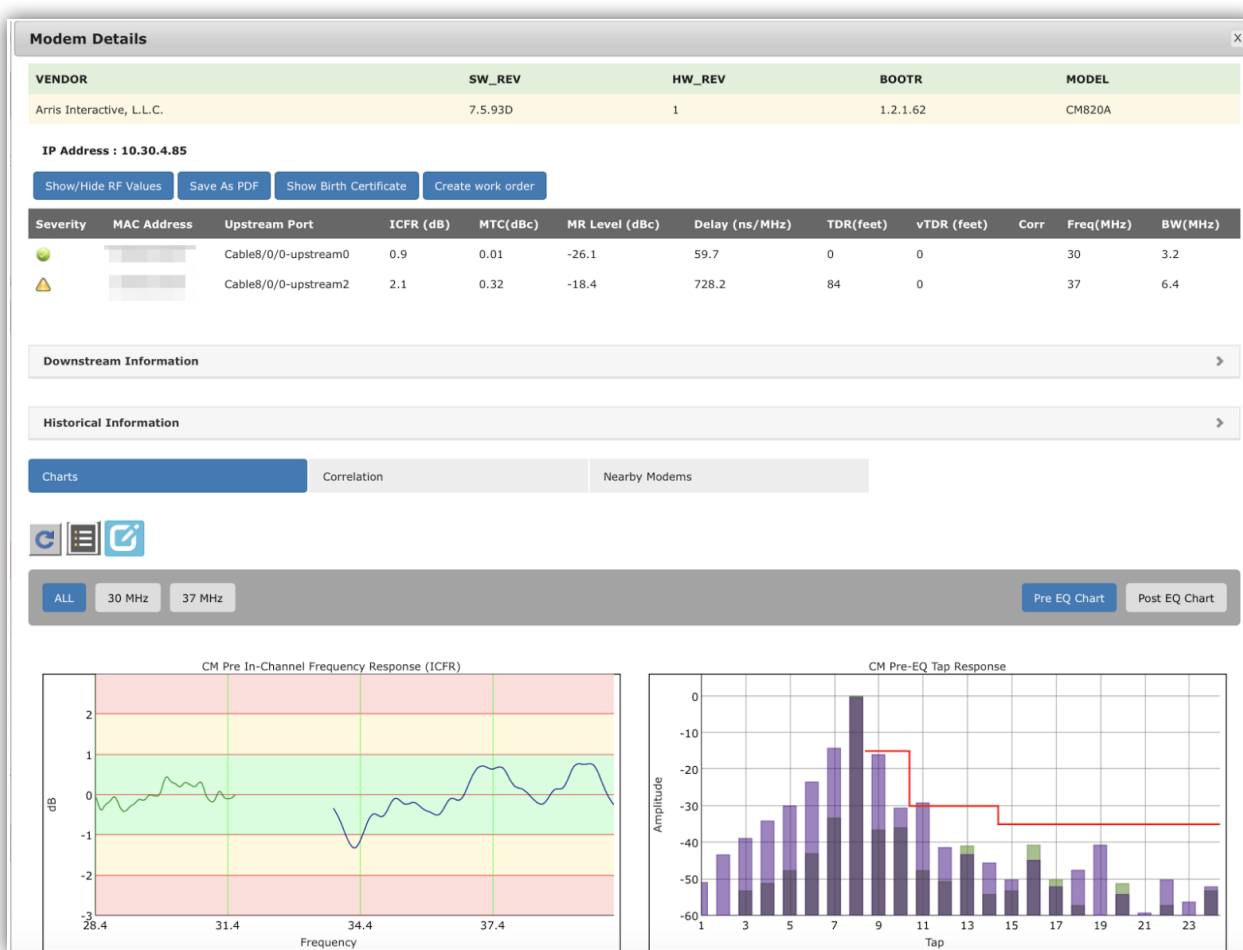 Modem Details
X
VENDOR SW_REV HW_REV BOOTR MODEL
Arris Interactive, L.L.C. 7.5.93D 1 1.2.1.62 CM820A
IP Address : 10.30.4.85
Show/Hide RF Values Save As PDF Show Birth Certificate Create work order
Severity MAC Address Upstream Port ICFR (dB) MTC(dBc) MR Level (dBc) Delay (ns/MHz) TDR(feet) vTDR (feet) Corr Freq(MHz) BW(MHz)
Cable8/0/0-upstream0 0.9 0.01 -26.1 59.7 0 0 30 3.2
Cable8/0/0-upstream2 2.1 0.32 -18.4 728.2 84 0 37 6.4
Downstream Information
Historical Information
Charts Correlation Nearby Modems
ALL 30 MHz 37 MHz Pre EQ Chart Post EQ Chart
CM Pre In-Channel Frequency Response (ICFR)
dB
2
1
0
-1
-2
-3
28.4 31.4 34.4 37.4
Frequency
CM Pre-EQ Tap Response
Amplitude
0
-10
-20
-30
-40
-50
-60
1 3 5 7 9 11 13 15 17 19 21 23
Tap